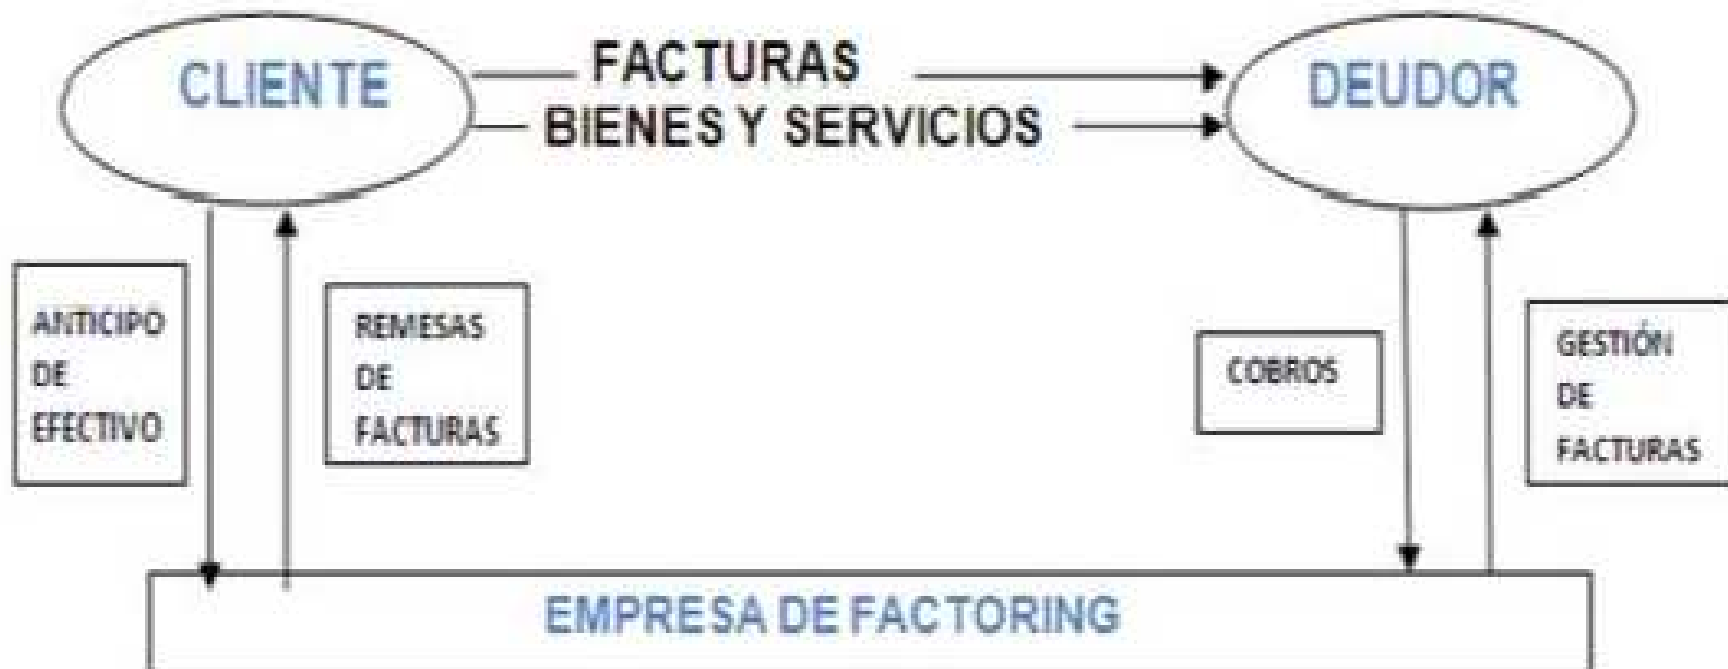 CLIENTE
FACTURAS
BIENES Y SERVICIOS
DEUDOR
ANTICIPO
DE
EFECTIVO
REMESAS
DE
FACTURAS
COBROS
GESTIÓN
DE
FACTURAS
EMPRESA DE FACTORING